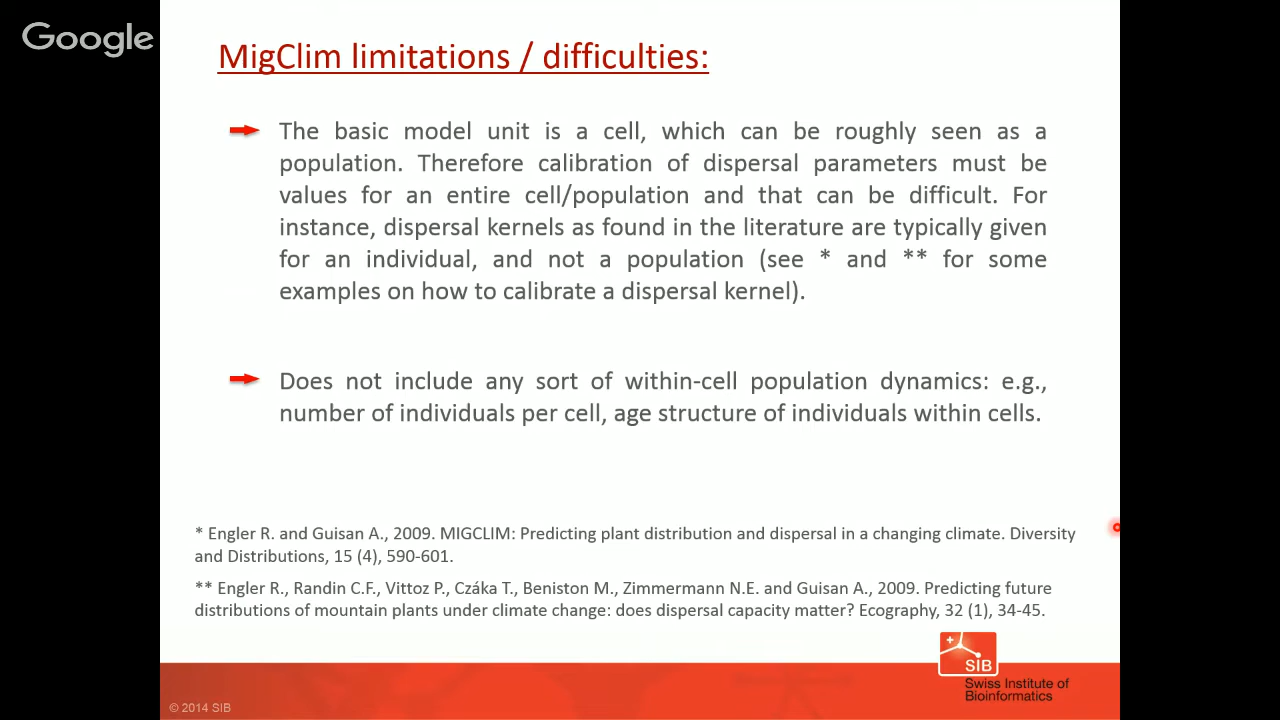 Google
MigClim limitations / difficulties:
The basic model unit is a cell, which can be roughly seen as a
population. Therefore calibration of dispersal parameters must be
values for an entire cell/population and that can be difficult. For
instance, dispersal kernels as found in the literature are typically given
for an individual, and not a population (see * and ** for some
examples on how to calibrate a dispersal kernel).
Does not include any sort of within-cell population dynamics: e.g.,
number of individuals per cell, age structure of individuals within cells.
* Engler R. and Guisan A., 2009. MIGCLIM: Predicting plant distribution and dispersal in a changing climate. Diversity
and Distributions, 15 (4), 590-601.
** Engler R., Randin C.F., Vittoz P., Czáka T., Beniston M., Zimmermann N.E. and Guisan A., 2009. Predicting future
distributions of mountain plants under climate change: does dispersal capacity matter? Ecography, 32 (1), 34-45.
SIB
Swiss Institute of
Bioinformatics
© 2014 SIB